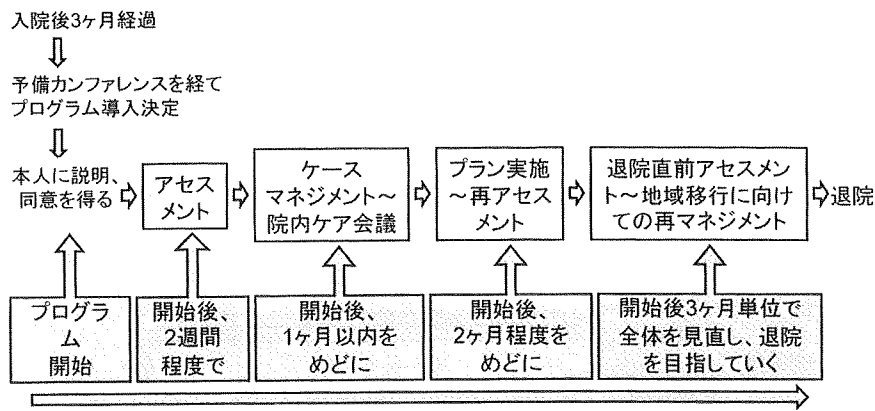 入院後3ヶ月経過
予備カンファレンスを経て
プログラム導入決定
本人に説明、
同意を得る
アセス
メント
ケース
マネジメント～
院内ケア会議
プラン実施
～再アセス
メント
退院直前アセスメン
ト～地域移行に向け
ての再マネジメント
退院
プログラ
ム
開始
開始後、
2週間
程度で
開始後、
1ヶ月以内を
めどに
開始後、
2ヶ月程度を
めどに
開始後3ヶ月単位で
全体を見直し、退院
を目指していく